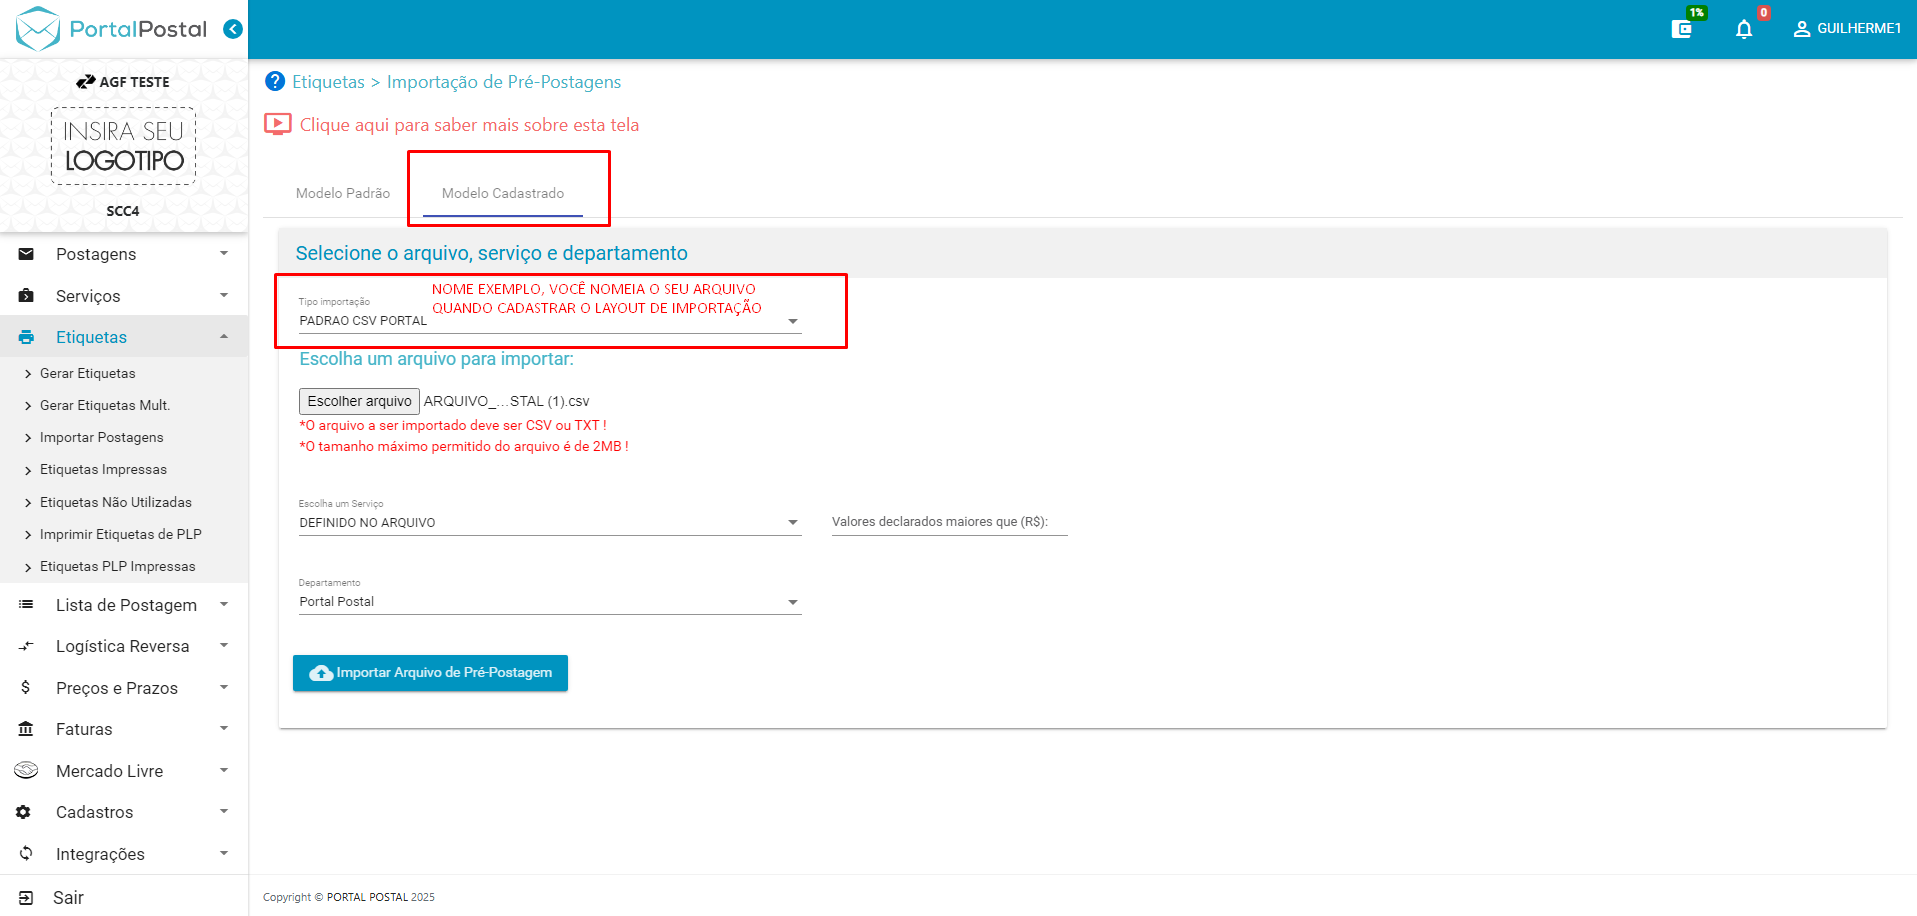 PortalPostal
1%
0
GUILHERME1
AGF TESTE
INSIRA SEU
LOGOTIPO
SCC4
Postagens
Serviços
Etiquetas
Gerar Etiquetas
Gerar Etiquetas Mult.
Importar Postagens
Etiquetas Impressas
Etiquetas Não Utilizadas
Imprimir Etiquetas de PLP
Etiquetas PLP Impressas
Lista de Postagem
Logística Reversa
Preços e Prazos
Faturas
Mercado Livre
Cadastros
Integrações
Sair
Etiquetas > Importação de Pré-Postagens
Clique aqui para saber mais sobre esta tela
Modelo Padrão
Modelo Cadastrado
Selecione o arquivo, serviço e departamento
NOME EXEMPLO, VOCÊ NOMEIA O SEU ARQUIVO
QUANDO CADASTRAR O LAYOUT DE IMPORTAÇÃO
Tipo importação
PADRAO CSV PORTAL
Escolha um arquivo para importar:
Escolher arquivo ARQUIVO_...STAL (1).csv
*O arquivo a ser importado deve ser CSV ou TXT !
*O tamanho máximo permitido do arquivo é de 2MB !
Escolha um Serviço
DEFINIDO NO ARQUIVO
Valores declarados maiores que (R$):
Departamento
Portal Postal
Importar Arquivo de Pré-Postagem
Copyright © PORTAL POSTAL 2025